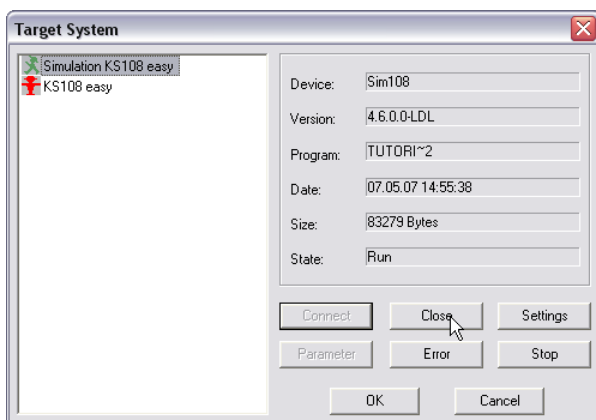 Target System
Simulation KS108 easy
KS108 easy
Device: Sim108
Version: 4.6.0.0-LDL
Program: TUTORI~2
Date: 07.05.07 14:55:38
Size: 83279 Bytes
State: Run
Connect Close Settings
Parameter Error Stop
OK Cancel